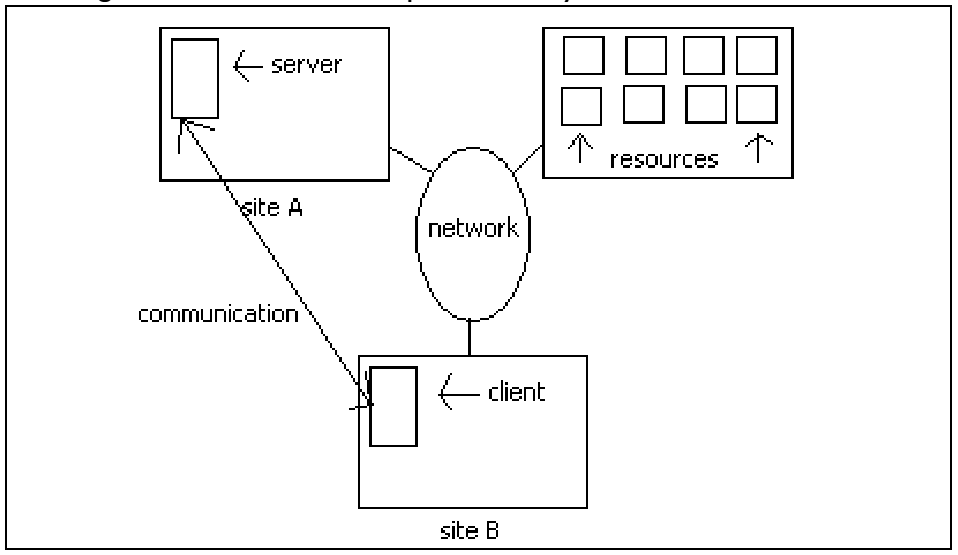 server
resources
site A
network
communication
client
site B